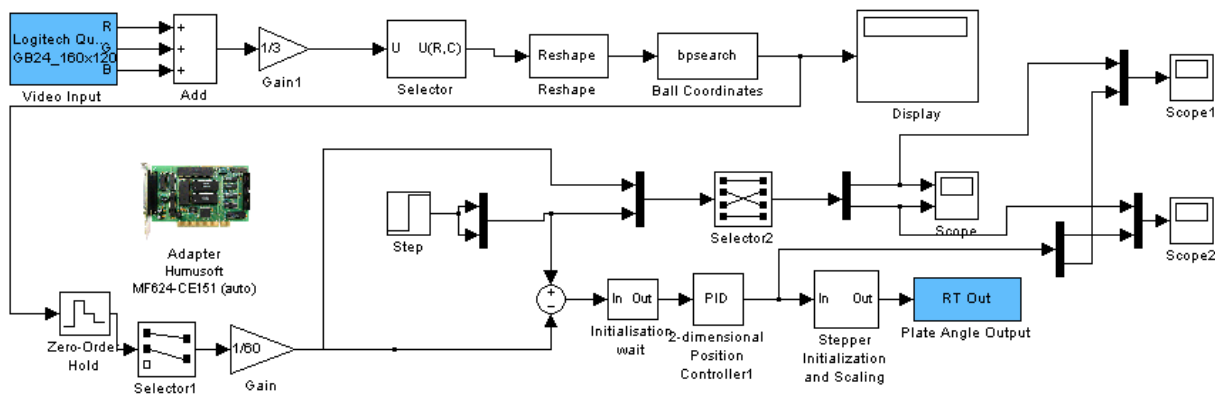 Logitech Qu...
GB24_160x120
R
G
B
Video Input
+
+
+
Add
1/3
Gain1
U
U(R,C)
Selector
Reshape
Reshape
bpsearch
Ball Coordinates
Display
Scope1
Adapter
Humusoft
MF624-CE151 (auto)
Step
Selector2
Scope
Scope2
Zero-Order
Hold
Selector1
1/60
Gain
+
−
In Out
Initialisation
wait
PID
2-dimensional
Position
Controller1
In Out
Stepper
Initialization
and Scaling
RT Out
Plate Angle Output